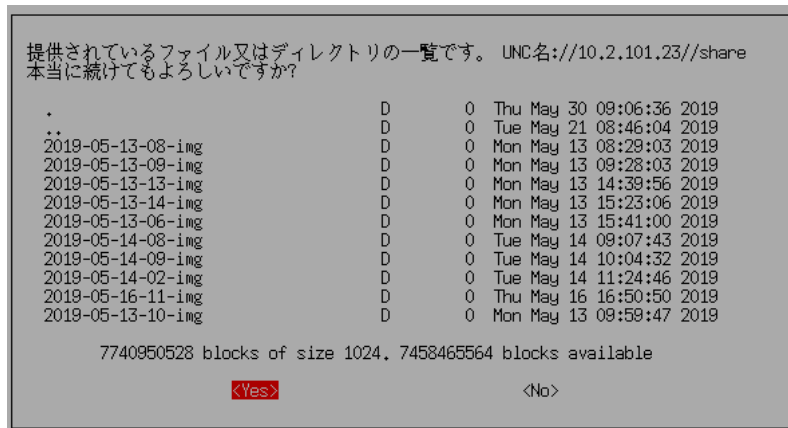 提供されているファイル又はディレクトリの一覧です。 UNC名://10.2.101.23//share
本当に続けてもよろしいですか?
. D 0 Thu May 30 09:06:36 2019
.. D 0 Tue May 21 08:46:04 2019
2019-05-13-08-img D 0 Mon May 13 08:29:03 2019
2019-05-13-09-img D 0 Mon May 13 09:28:03 2019
2019-05-13-13-img D 0 Mon May 13 14:39:56 2019
2019-05-13-14-img D 0 Mon May 13 15:23:06 2019
2019-05-13-06-img D 0 Mon May 13 15:41:00 2019
2019-05-14-08-img D 0 Tue May 14 09:07:43 2019
2019-05-14-09-img D 0 Tue May 14 10:04:32 2019
2019-05-14-02-img D 0 Tue May 14 11:24:46 2019
2019-05-16-11-img D 0 Thu May 16 16:50:50 2019
2019-05-13-10-img D 0 Mon May 13 09:59:47 2019
7740950528 blocks of size 1024. 7458465564 blocks available
<Yes> <No>